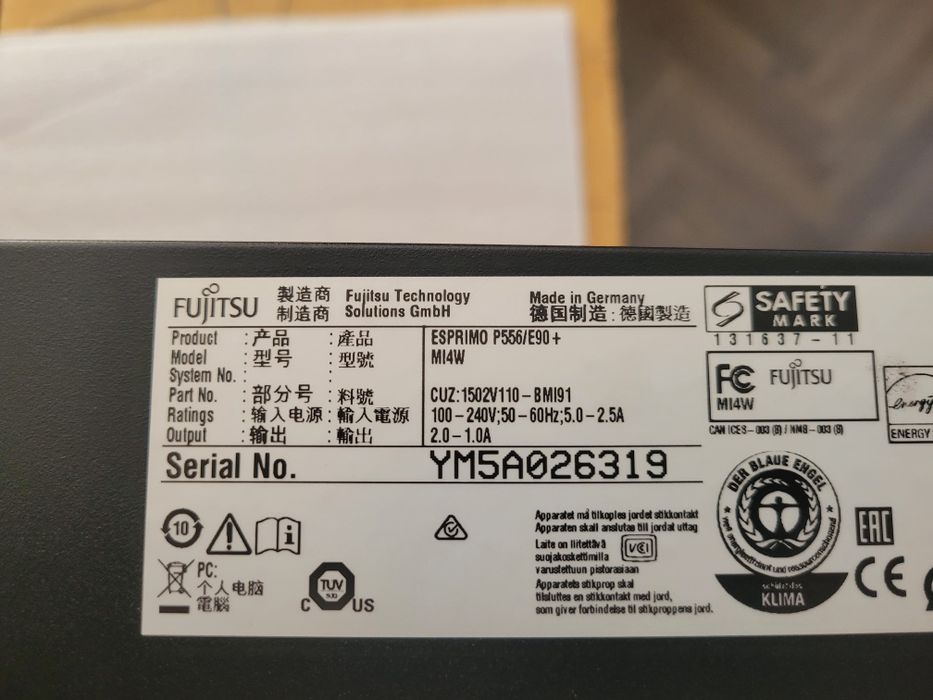 FUJITSU 製造商 制造商 Fujitsu Technology Solutions GmbH
Made in Germany
德国制造: 德國製造
Product : 产品 : 產品 ESPRIMO P556/E90+
Model : 型号 : 型號 MI4W
System No. : :
Part No. : 部分号 : 料號 CUZ:1502V110-BMI91
Ratings : 输入电源 : 輸入電源 100-240V;50-60Hz;5.0-2.5A
Output : 输出 : 輸出 2.0-1.0A
Serial No. YM5A026319
SAFETY
MARK
131637-11
FC FUJITSU
MI4W
CAN ICES-003 (B) / NMB-003 (B)
energy
ENERGY
10
PC:
个人电脑
電腦
C TUV SUD US
Apparatet må tilkoples jordet stikkontakt
Apparaten skall anslutas till jordat uttag
Laite on liitettävä
suojakoskettimilla
varustettuun pistorasiaan
VCI
Apparatets stikprop skal
tilsluttes en stikkontakt med jord,
som giver forbindelse til stikproppens jord.
DER BLAUE ENGEL
schützt das
KLIMA
EAC
CE